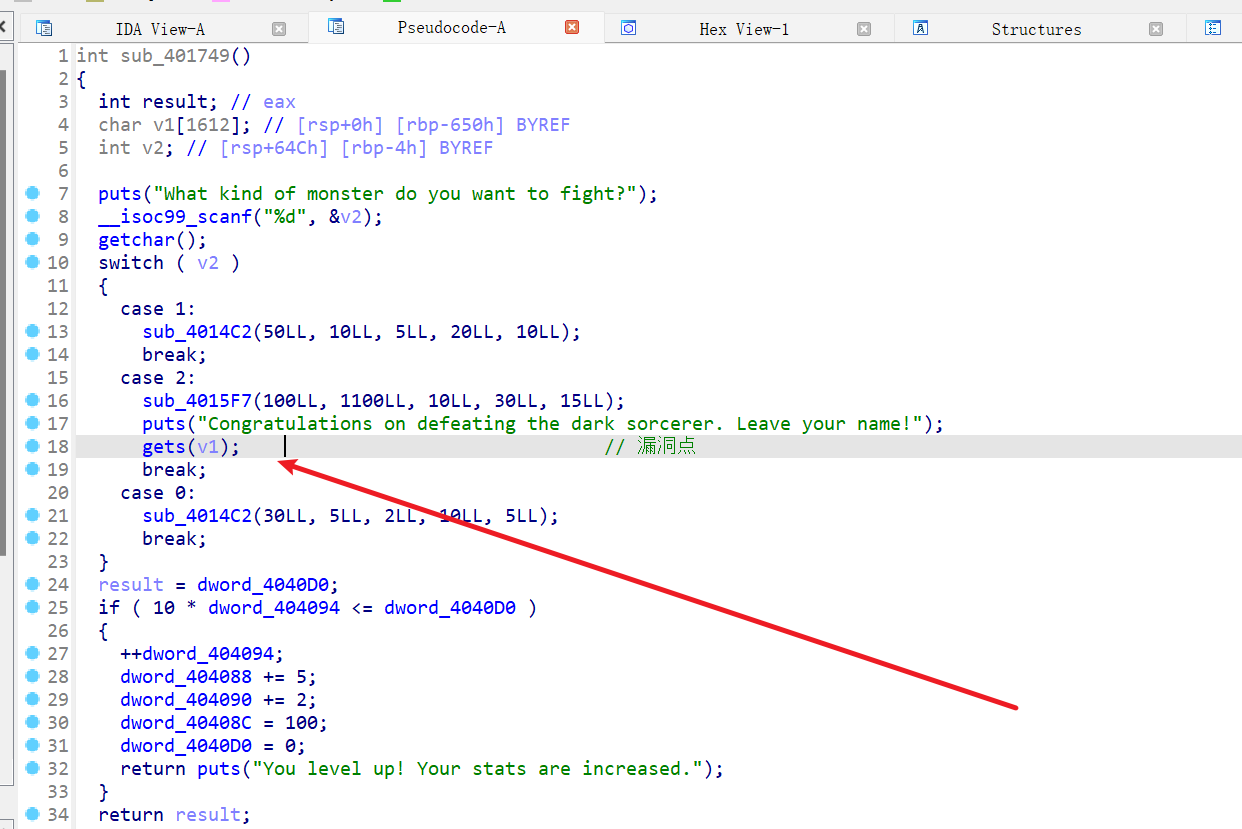 IDA View-A Pseudocode-A Hex View-1 Structures
1 int sub_401749()
2 {
3 int result; // eax
4 char v1[1612]; // [rsp+0h] [rbp-650h] BYREF
5 int v2; // [rsp+64Ch] [rbp-4h] BYREF
6
7 puts("What kind of monster do you want to fight?");
8 __isoc99_scanf("%d", &v2);
9 getchar();
10 switch ( v2 )
11 {
12 case 1:
13 sub_4014C2(50LL, 10LL, 5LL, 20LL, 10LL);
14 break;
15 case 2:
16 sub_4015F7(100LL, 1100LL, 10LL, 30LL, 15LL);
17 puts("Congratulations on defeating the dark sorcerer. Leave your name!");
18 gets(v1); // 漏洞点
19 break;
20 case 0:
21 sub_4014C2(30LL, 5LL, 2LL, 10LL, 5LL);
22 break;
23 }
24 result = dword_4040D0;
25 if ( 10 * dword_404094 <= dword_4040D0 )
26 {
27 ++dword_404094;
28 dword_404088 += 5;
29 dword_404090 += 2;
30 dword_40408C = 100;
31 dword_4040D0 = 0;
32 return puts("You level up! Your stats are increased.");
33 }
34 return result;